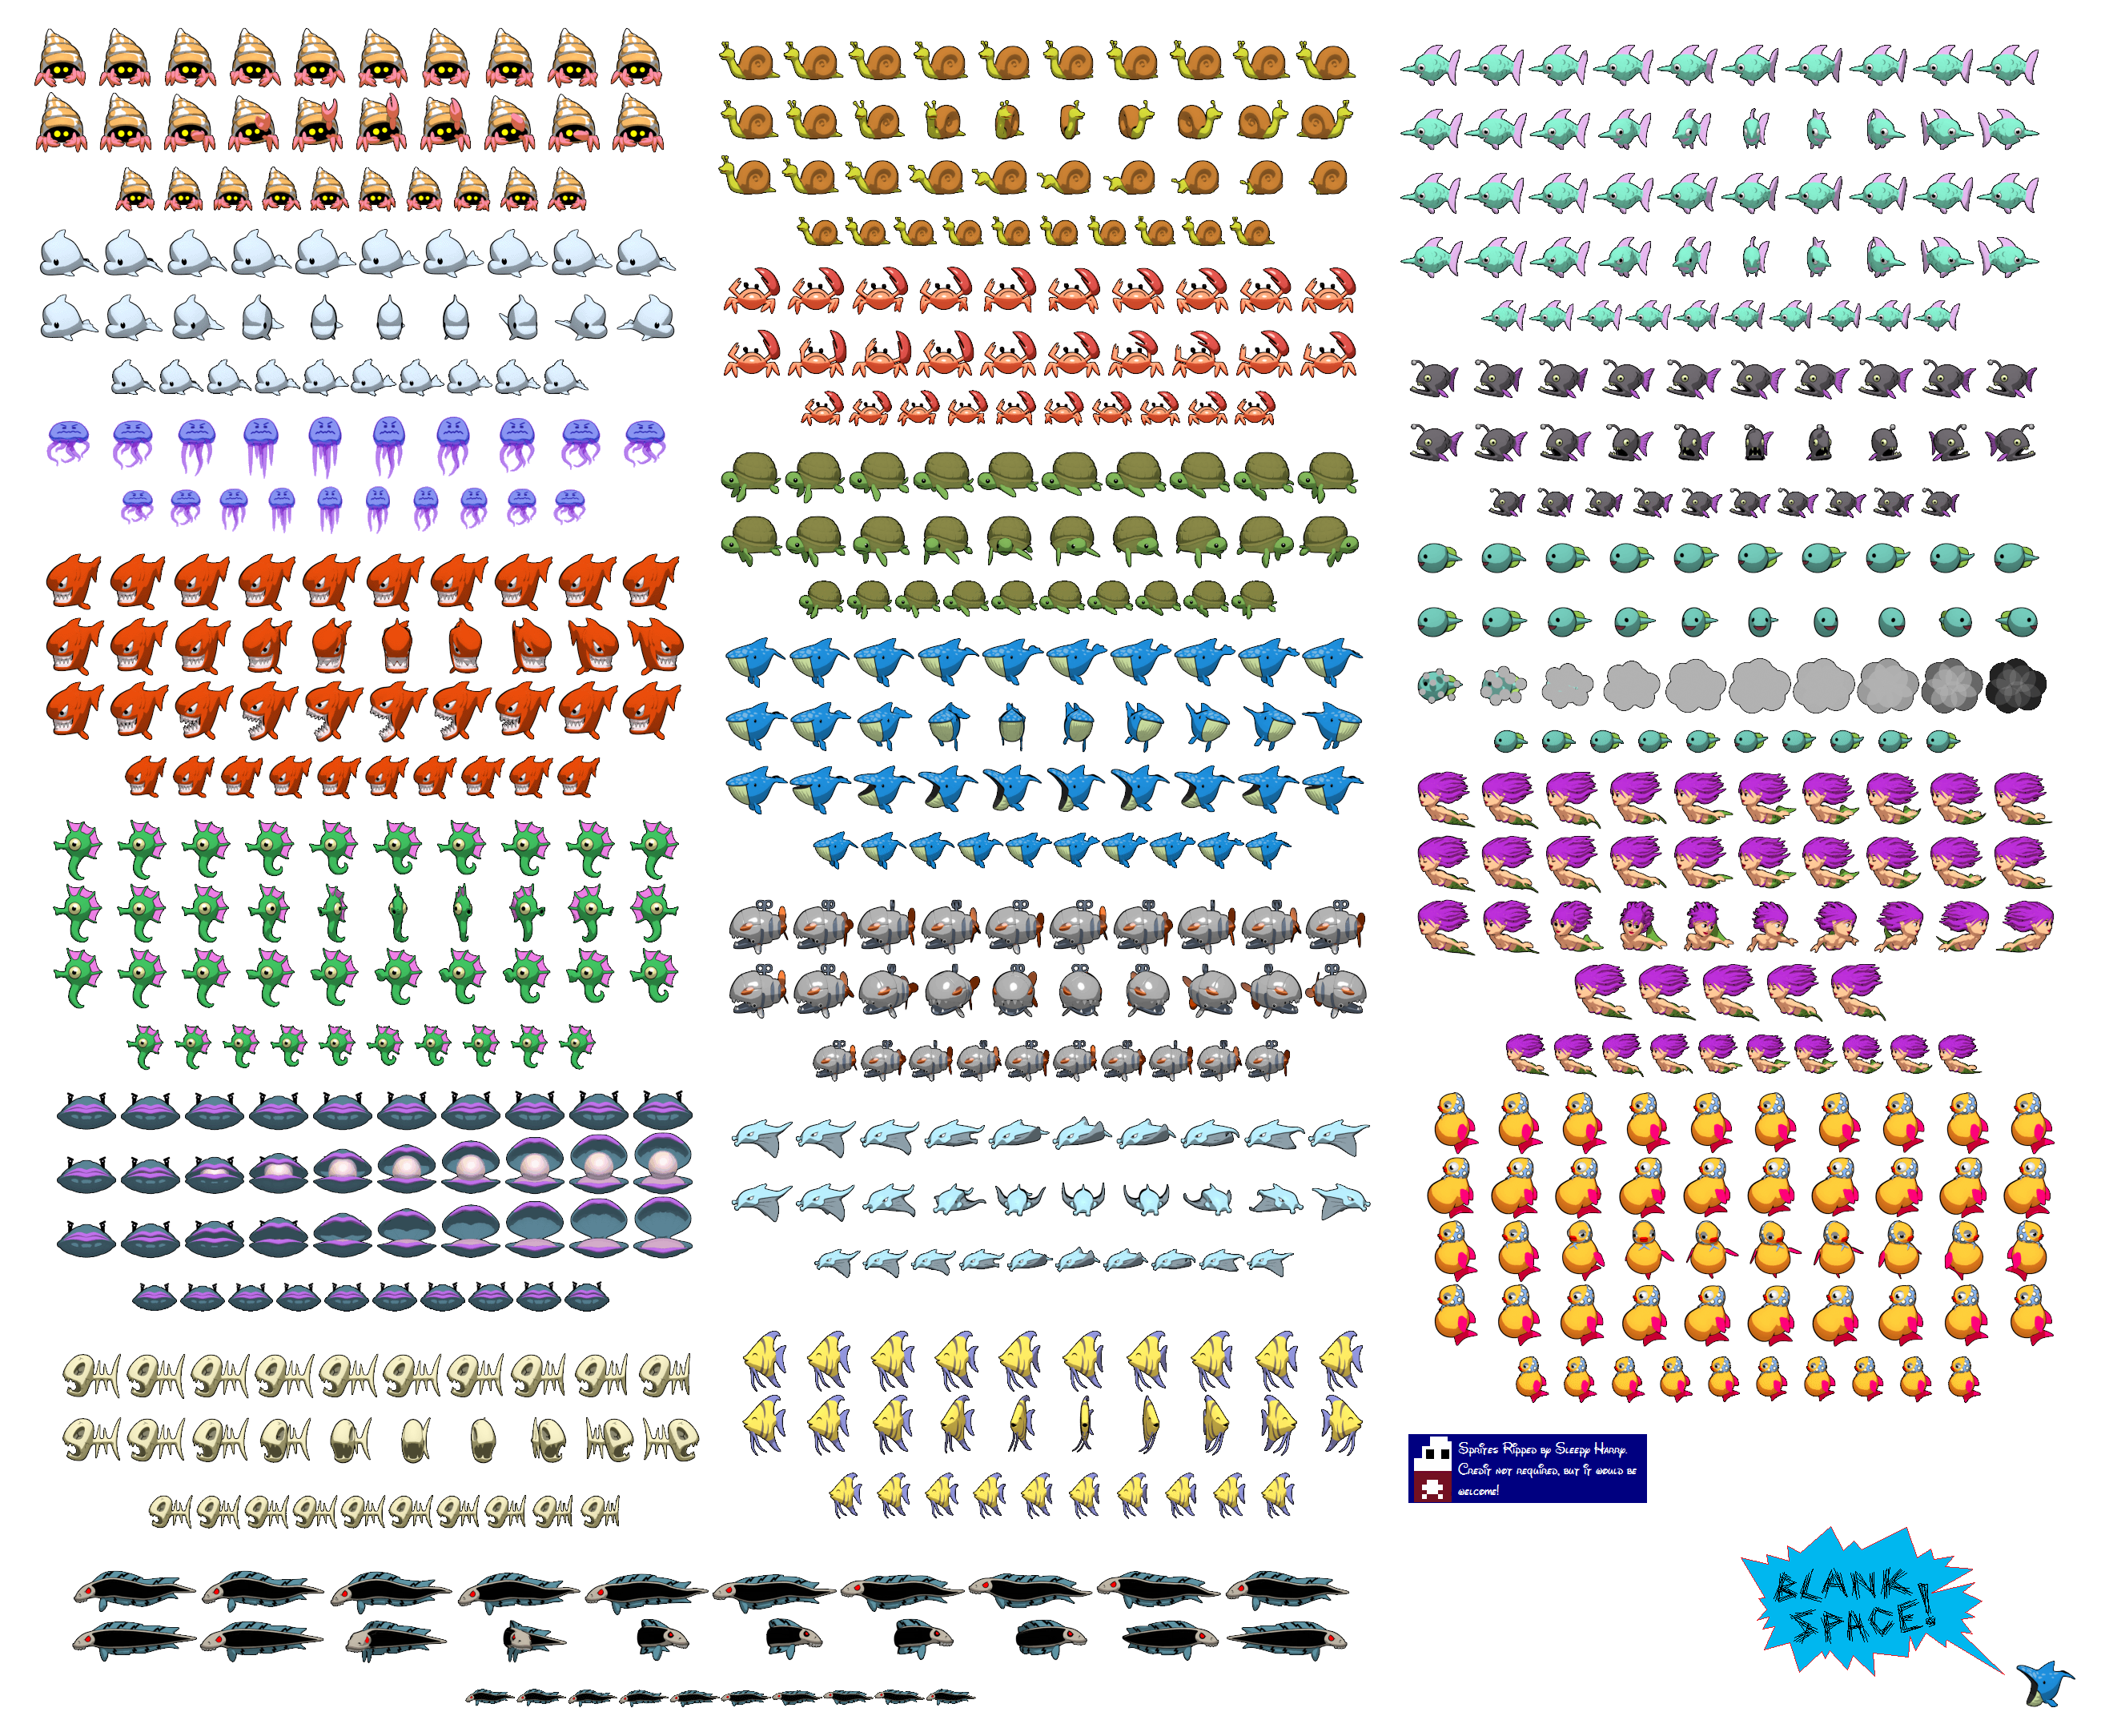 Sprites Ripped by Sleepy Harry.
Credit not required, but it would be
welcome!
BLANK
SPACE!